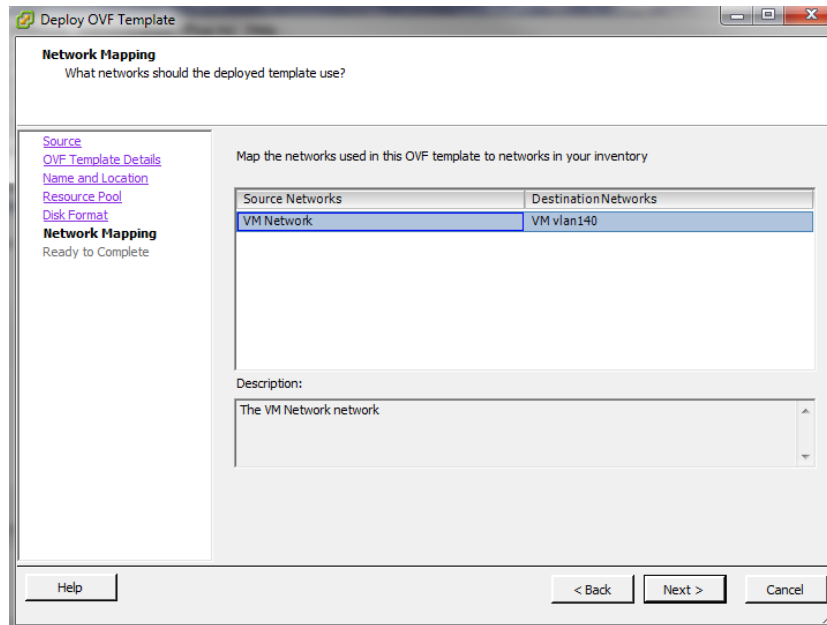 Deploy OVF Template
Network Mapping
What networks should the deployed template use?
Source
OVF Template Details
Name and Location
Resource Pool
Disk Format
Network Mapping
Ready to Complete
Map the networks used in this OVF template to networks in your inventory
Source Networks DestinationNetworks
VM Network VM vlan140
Description:
The VM Network network
Help < Back Next > Cancel